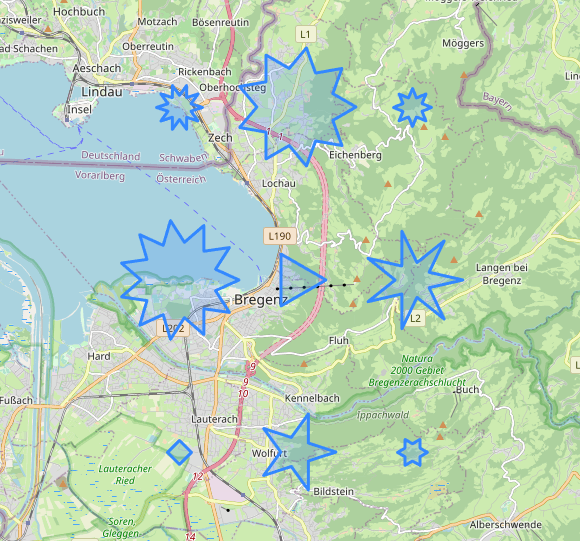 Hochbuch
Motzach
Bösenreutin
L1
Möggers
Oberreutin
ad Schachen
Aeschach
Rickenbach
Lindau
Oberhochsteg
Insel
Zech
Bayern
Eichenberg
Deutschland
Schwaben
Vorarlberg
Österreich
Lochau
L190
Langen bei
Bregenz
Bregenz
L202
L2
Hard
Fluh
Natura
2000 Gebiet
Bregenzerachschlucht
9
9
10
Buch
Fußach
Kennelbach
Ippachwald
Lauterach
Wolfurt
Lauteracher
Ried
12
Bildstein
Soren,
Gleggen
14
Alberschwende